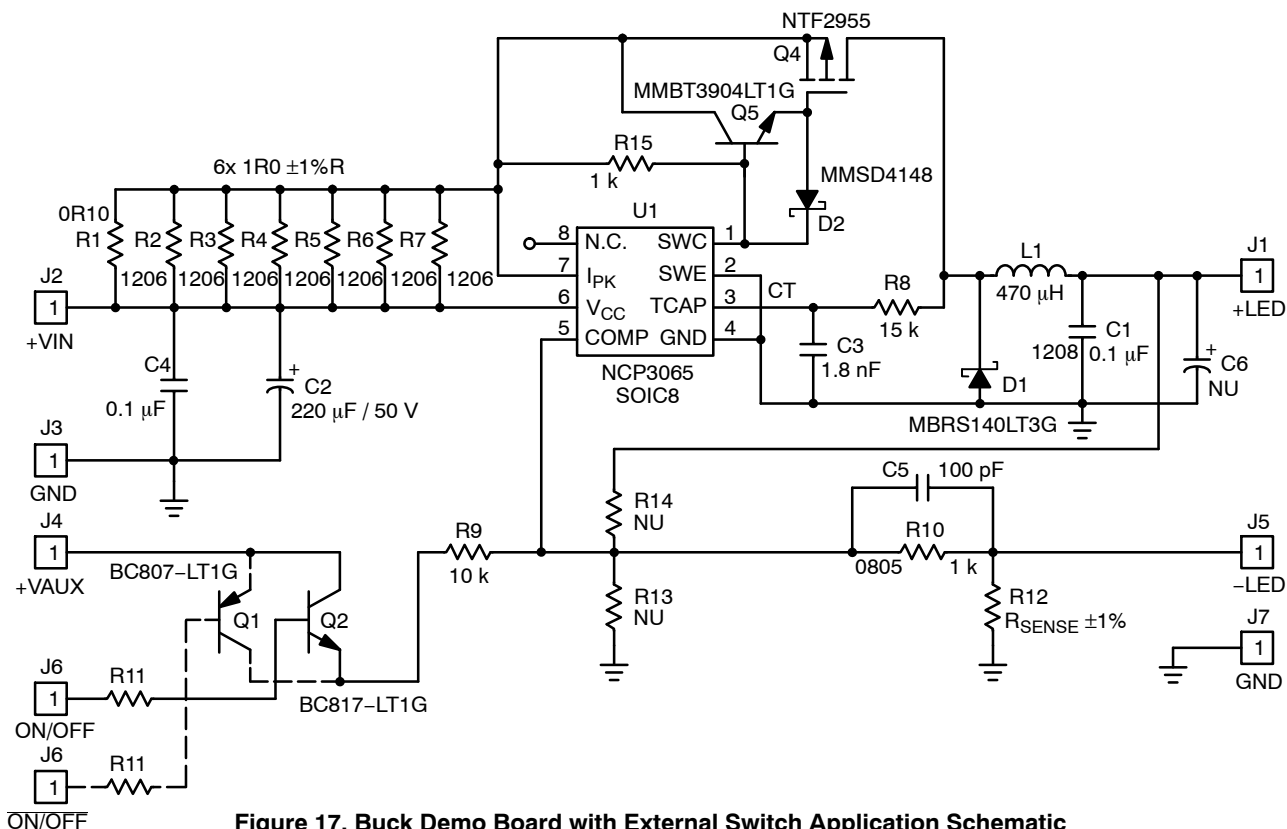 NTF2955
Q4
MMBT3904LT1G
Q5
R15
1 k
6x 1R0 ±1%R
MMSD4148
D2
0R10
R1
R2
R3
R4
R5
R6
R7
1206
1206
1206
1206
1206
1206
U1
8
N.C.
SWC
1
7
IPK
SWE
2
6
VCC
TCAP
3
5
COMP
GND
4
NCP3065
SOIC8
CT
R8
15 k
C3
1.8 nF
L1
470 µH
J1
1
+LED
J2
1
+VIN
C4
0.1 µF
+
C2
220 µF / 50 V
C1
1208
0.1 µF
+
C6
NU
D1
MBRS140LT3G
J3
1
GND
J4
1
+VAUX
BC807−LT1G
Q1
Q2
BC817−LT1G
R9
10 k
R14
NU
R13
NU
C5
100 pF
R10
0805
1 k
R12
RSENSE ±1%
J5
1
−LED
J7
1
GND
J6
1
ON/OFF
R11
J6
1
ON/OFF
R11
Figure 17. Buck Demo Board with External Switch Application Schematic